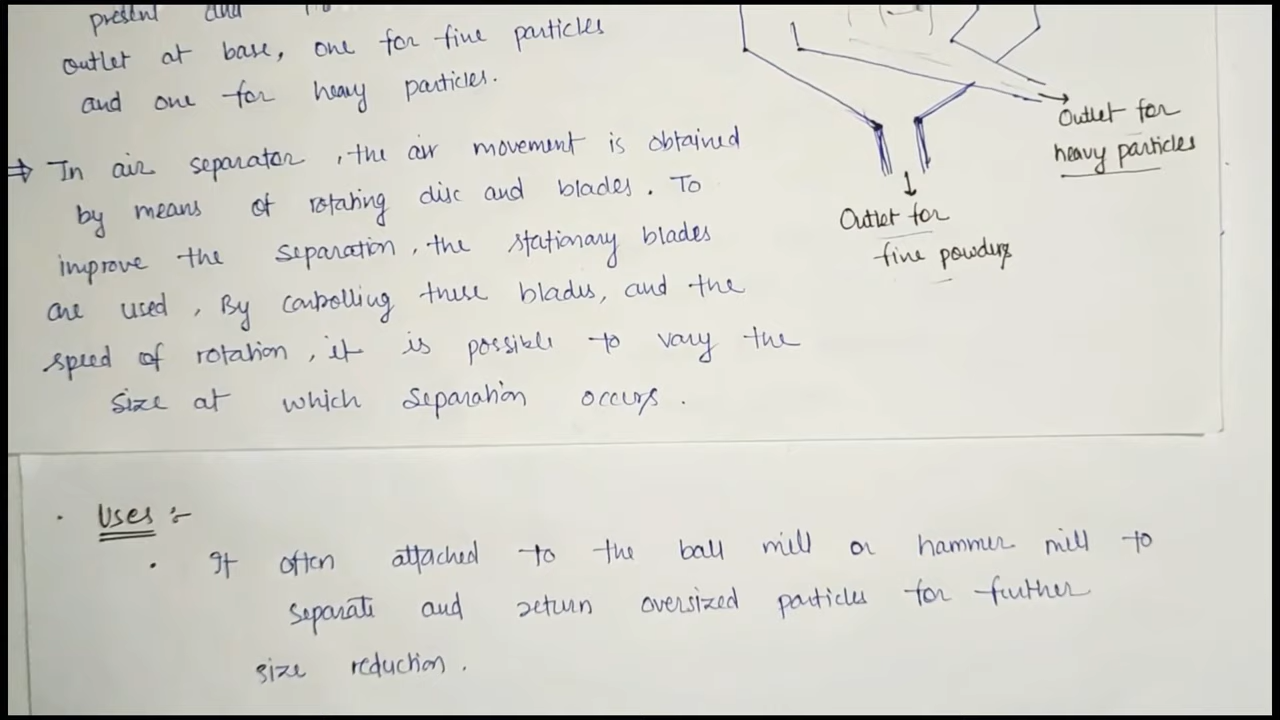 present and
outlet at base, one for fine particles
and one for heavy particles.
⇒ In air separator, the air movement is obtained
by means of rotating disc and blades. To
improve the separation, the stationary blades
are used, By controlling these blades, and the
speed of rotation, it is possible to vary the
size at which separation occurs.
Outlet for
heavy particles
Outlet for
fine powders
. Uses :-
. It often attached to the ball mill or hammer mill to
separate and return oversized particles for further
size reduction.